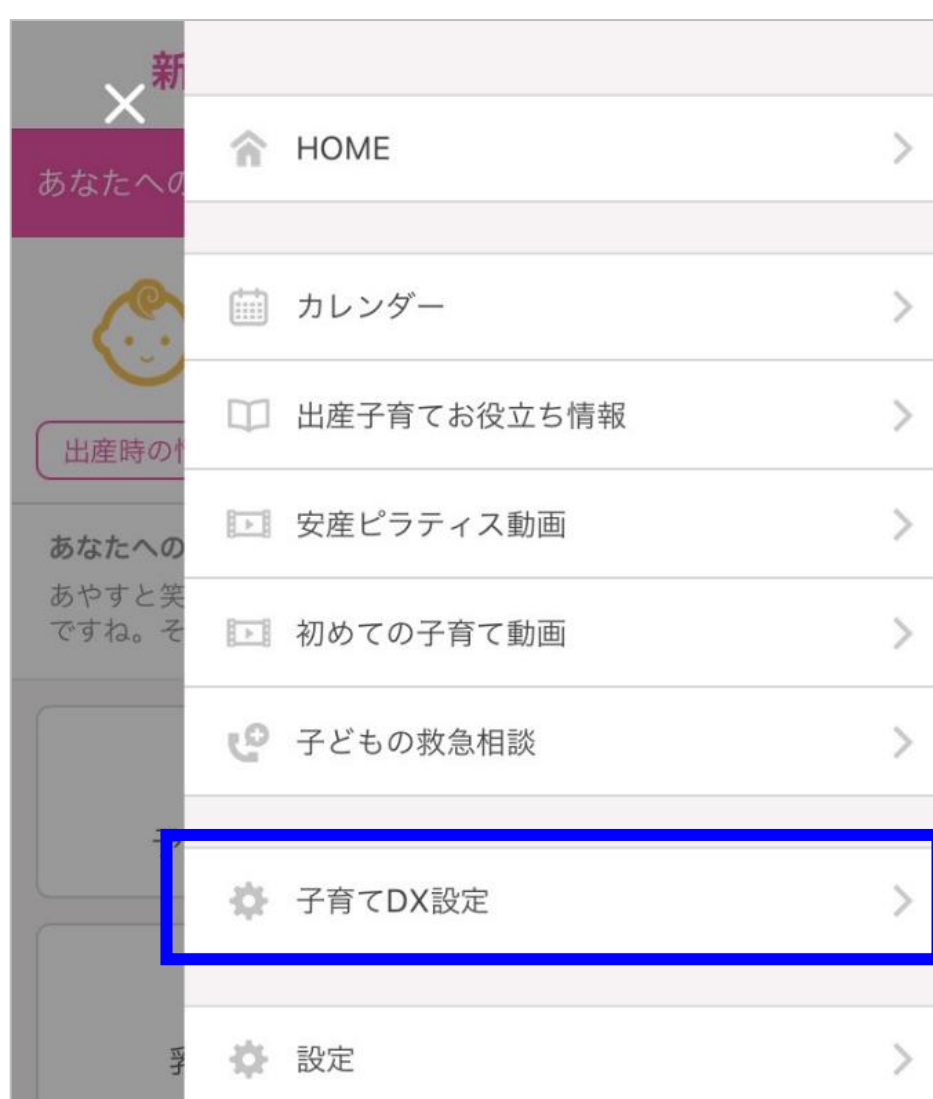 新
あなたへの
出産時の
あなたへの
あやすと笑
ですね。そ
HOME
カレンダー
出産子育てお役立ち情報
安産ピラティス動画
初めての子育て動画
子どもの救急相談
子育てDX設定
設定